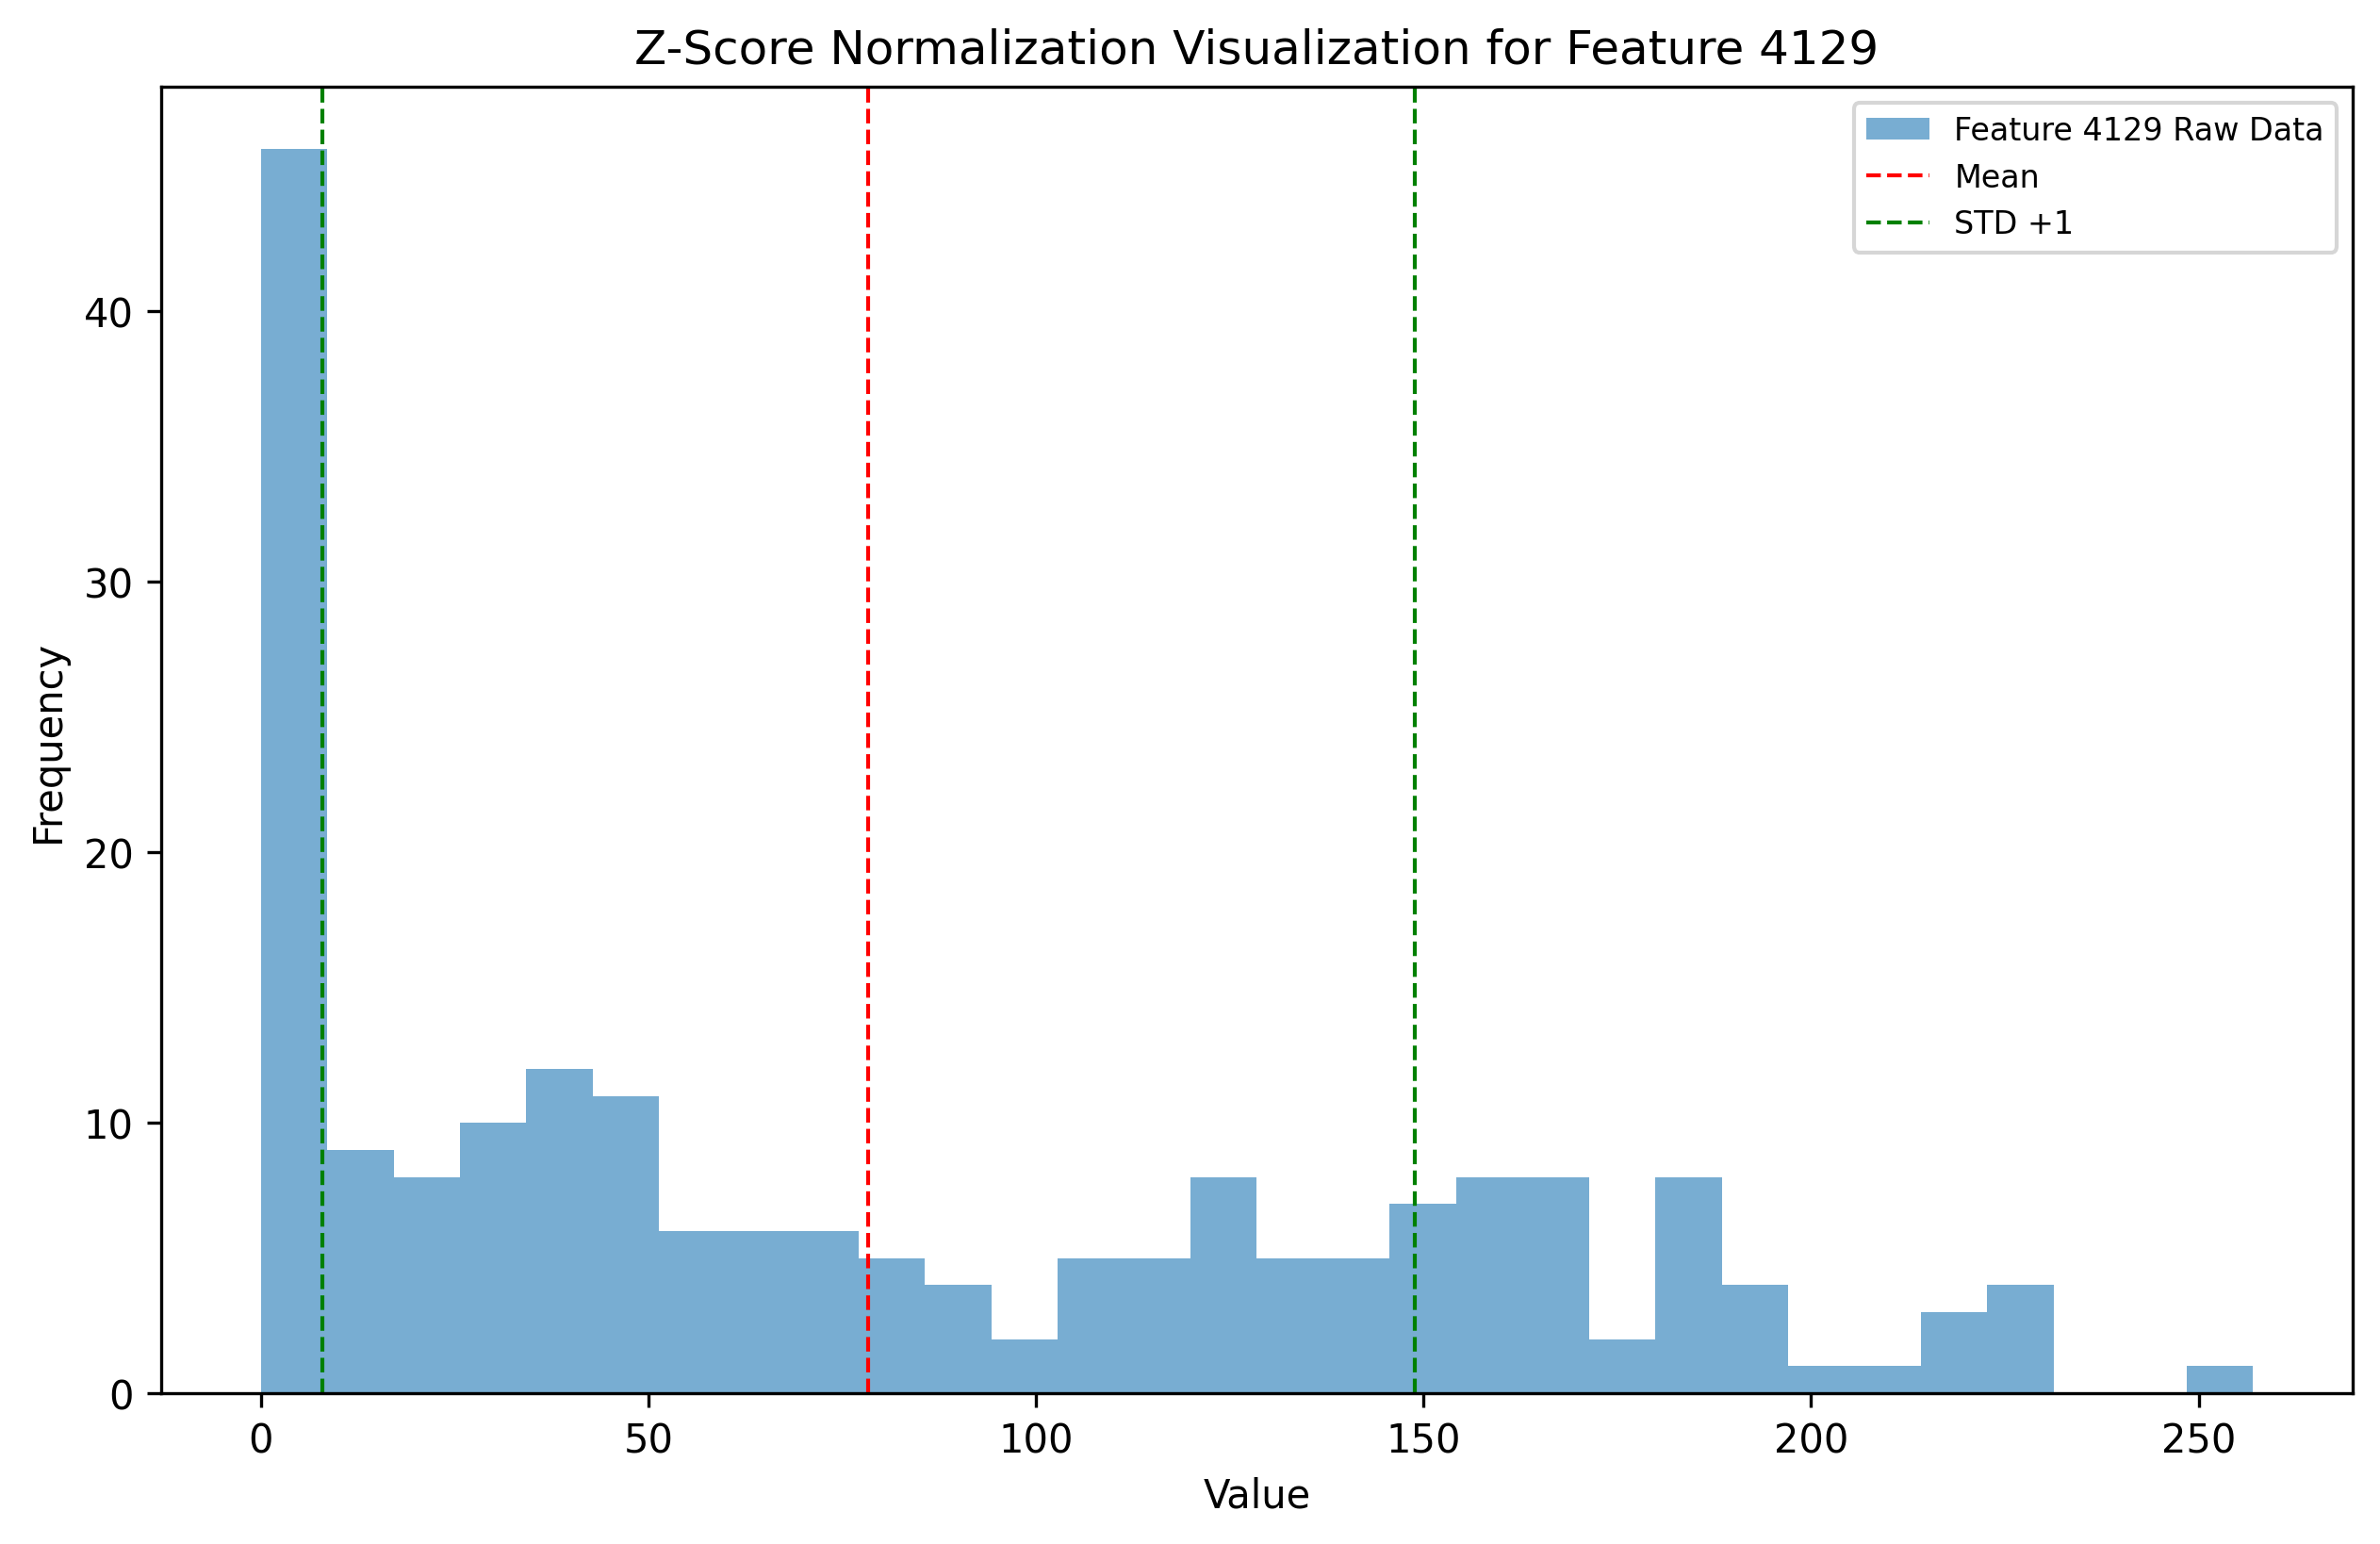 Z-Score Normalization Visualization for Feature 4129
Feature 4129 Raw Data
Mean
STD +1
40
30
20
10
0
Frequency
0 50 100 150 200 250
Value